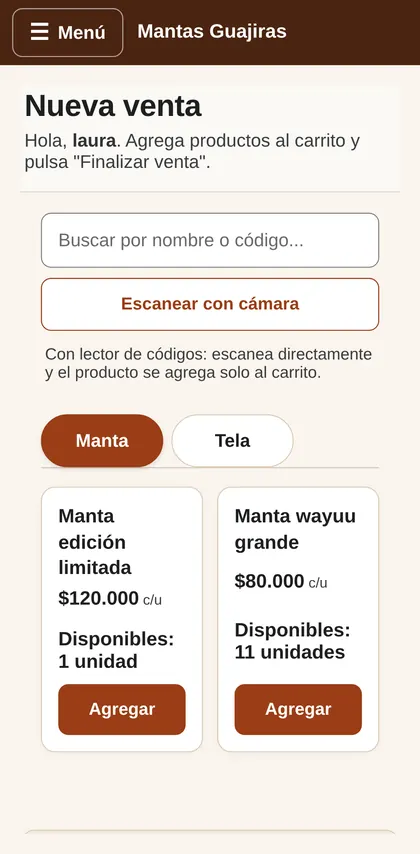 ☰ Menú
Mantas Guajiras
Nueva venta
Hola, laura. Agrega productos al carrito y
pulsa "Finalizar venta".
Buscar por nombre o código...
Escanear con cámara
Con lector de códigos: escanea directamente
y el producto se agrega solo al carrito.
Manta
Tela
Manta
edición
limitada
$120.000 c/u
Disponibles:
1 unidad
Agregar
Manta wayuu
grande
$80.000 c/u
Disponibles:
11 unidades
Agregar